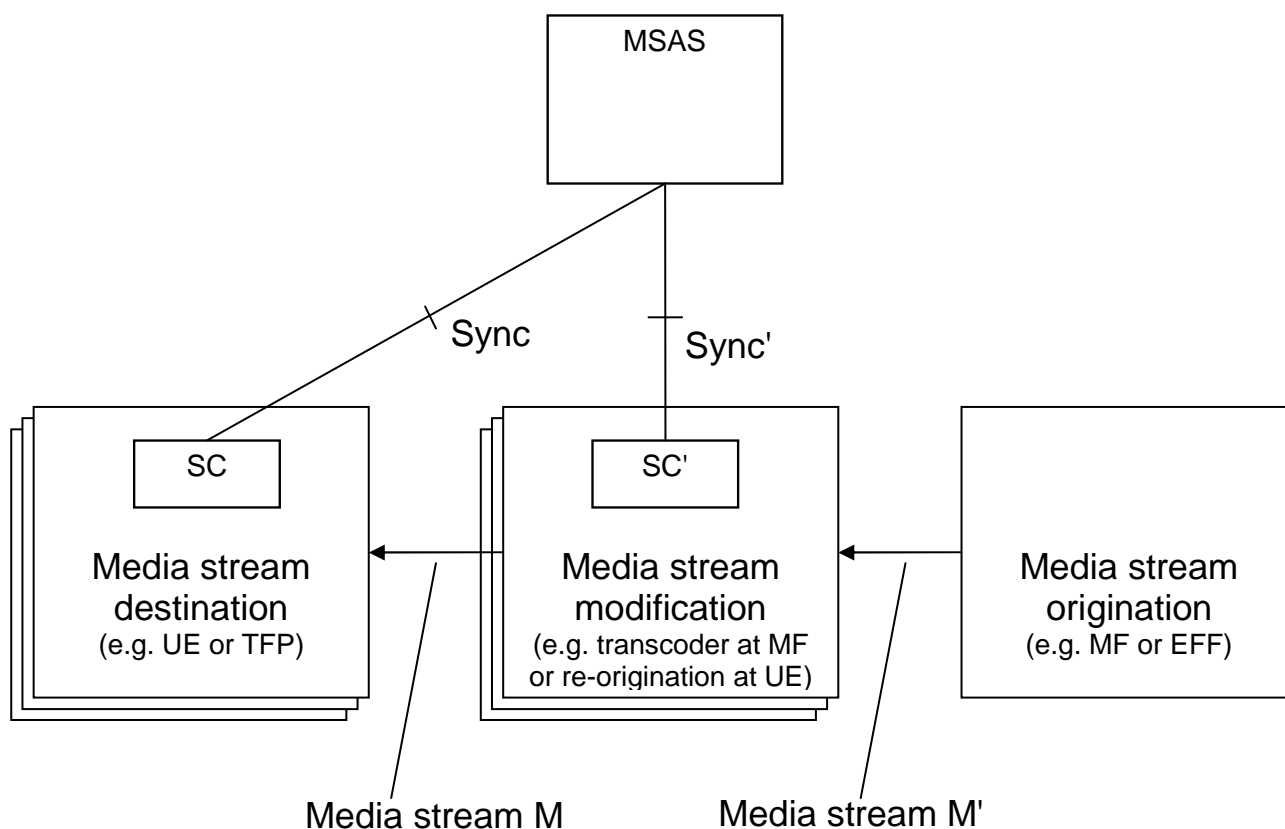 MSAS
Sync
Sync'
SC
SC'
Media stream
destination
(e.g. UE or TFP)
Media stream
modification
(e.g. transcoder at MF
or re-origination at UE)
Media stream
origination
(e.g. MF or EFF)
Media stream M
Media stream M'